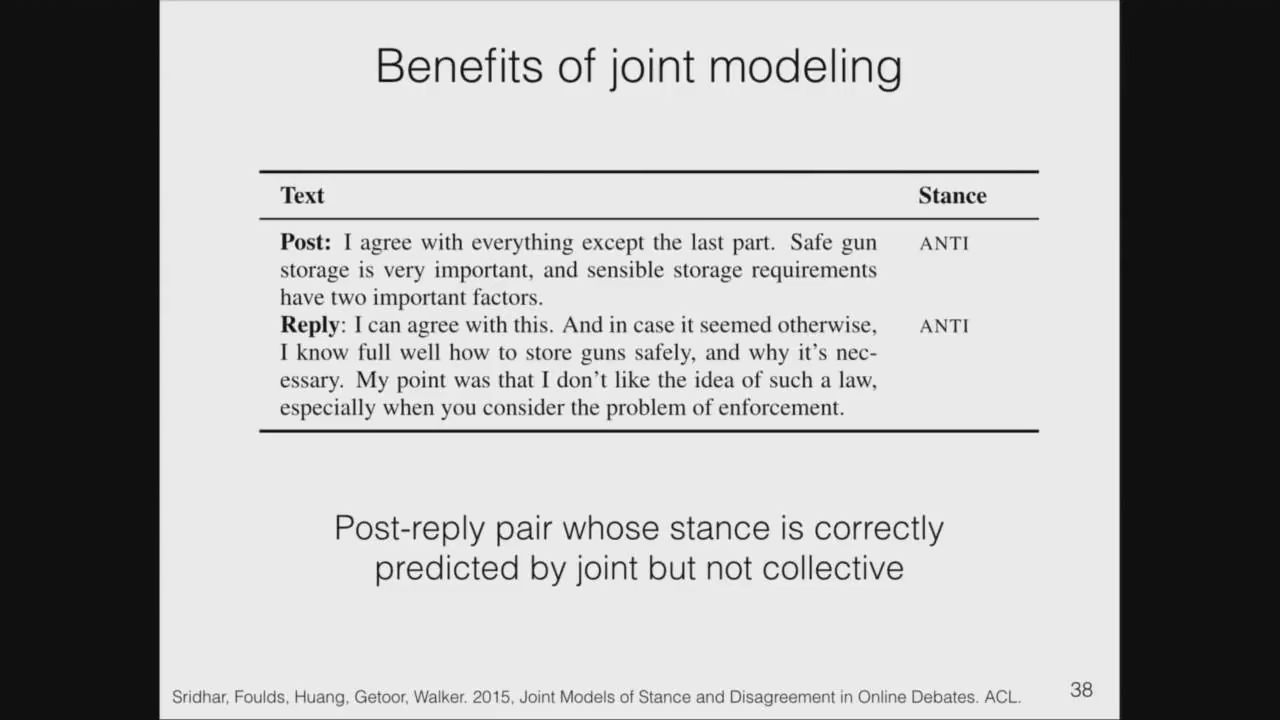 Benefits of joint modeling
Text Stance
Post: I agree with everything except the last part. Safe gun ANTI
storage is very important, and sensible storage requirements
have two important factors.
Reply: I can agree with this. And in case it seemed otherwise, ANTI
I know full well how to store guns safely, and why it's nec-
essary. My point was that I don't like the idea of such a law,
especially when you consider the problem of enforcement.
Post-reply pair whose stance is correctly
predicted by joint but not collective
Sridhar, Foulds, Huang, Getoor, Walker. 2015, Joint Models of Stance and Disagreement in Online Debates. ACL.
38